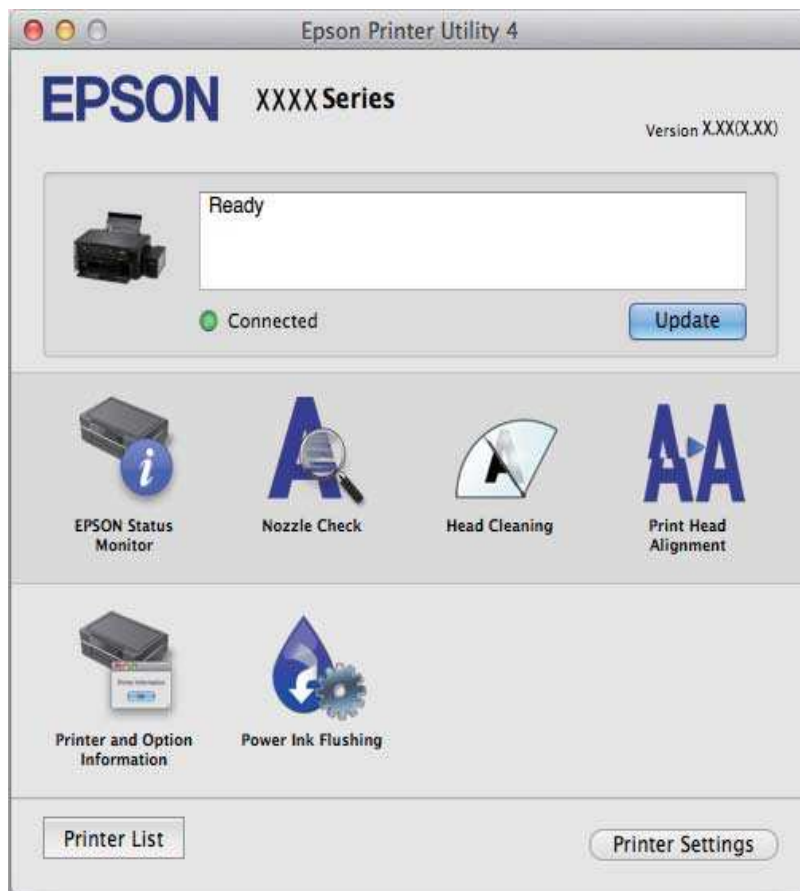 Epson Printer Utility 4
EPSON XXXX Series
Version X.XX(X.XX)
Ready
Connected
Update
EPSON Status
Monitor
Nozzle Check
Head Cleaning
Print Head
Alignment
Printer and Option
Information
Power Ink Flushing
Printer List
Printer Settings